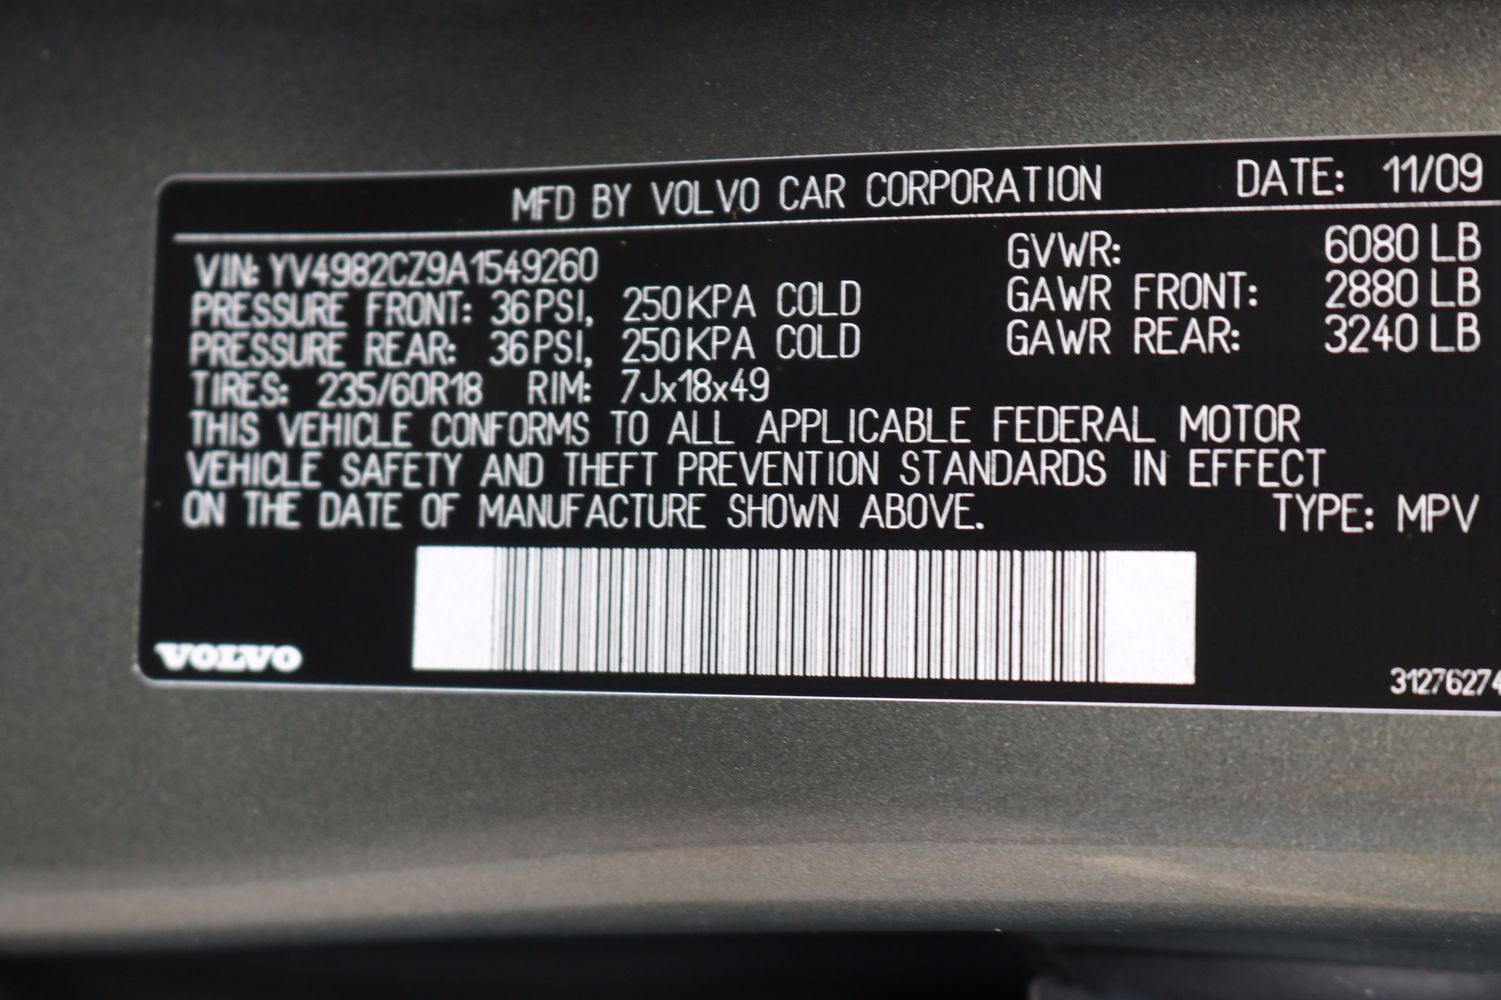 MFD BY VOLVO CAR CORPORATION DATE: 11/09
VIN: YV4982CZ9A1549260 GVWR: 6080 LB
PRESSURE FRONT: 36PSI, 250KPA COLD GAWR FRONT: 2880 LB
PRESSURE REAR: 36PSI, 250KPA COLD GAWR REAR: 3240 LB
TIRES: 235/60R18 RIM: 7Jx18x49
THIS VEHICLE CONFORMS TO ALL APPLICABLE FEDERAL MOTOR
VEHICLE SAFETY AND THEFT PREVENTION STANDARDS IN EFFECT
ON THE DATE OF MANUFACTURE SHOWN ABOVE. TYPE: MPV
VOLVO 31276274